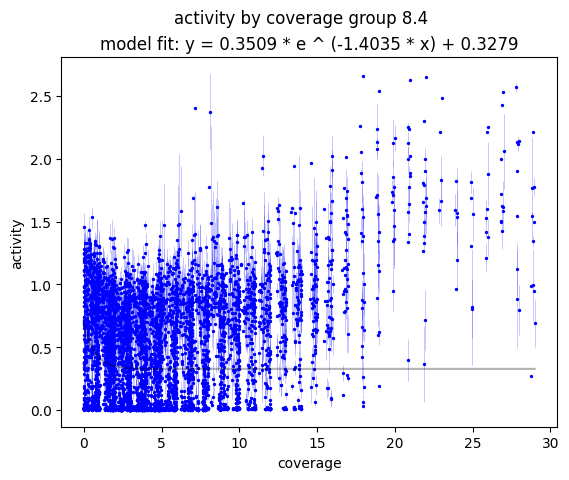 activity by coverage group 8.4
model fit: y = 0.3509 * e ^ (-1.4035 * x) + 0.3279
2.5
2.0
1.5
1.0
0.5
0.0
activity
0 5 10 15 20 25 30
coverage